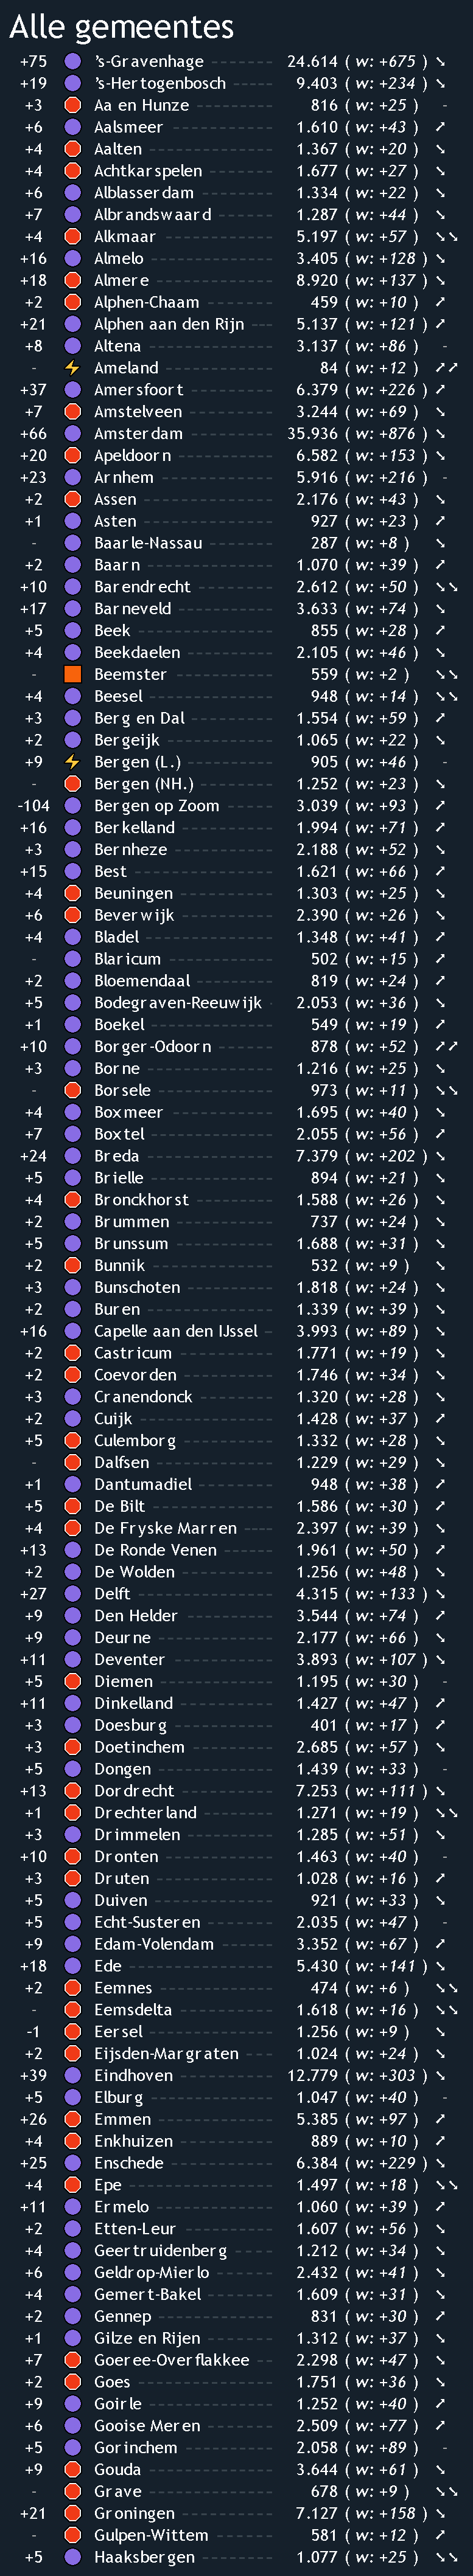 Alle gemeentes
+75 's-Gravenhage 24.614 ( w: +675 ) ↘
+19 's-Hertogenbosch 9.403 ( w: +234 ) ↘
+3 Aa en Hunze 816 ( w: +25 ) -
+6 Aalsmeer 1.610 ( w: +43 ) ↗
+4 Aalten 1.367 ( w: +20 ) ↘
+4 Achtkarspelen 1.677 ( w: +27 ) ↘
+6 Alblasserdam 1.334 ( w: +22 ) ↘
+7 Albrandswaard 1.287 ( w: +44 ) ↘
+4 Alkmaar 5.197 ( w: +57 ) ↘↘
+16 Almelo 3.405 ( w: +128 ) ↘
+18 Almere 8.920 ( w: +137 ) ↘
+2 Alphen-Chaam 459 ( w: +10 ) ↗
+21 Alphen aan den Rijn 5.137 ( w: +121 ) ↗
+8 Altena 3.137 ( w: +86 ) -
- Ameland 84 ( w: +12 ) ↗↗
+37 Amersfoort 6.379 ( w: +226 ) ↗
+7 Amstelveen 3.244 ( w: +69 ) ↘
+66 Amsterdam 35.936 ( w: +876 ) ↘
+20 Apeldoorn 6.582 ( w: +153 ) ↘
+23 Arnhem 5.916 ( w: +216 ) -
+2 Assen 2.176 ( w: +43 ) ↘
+1 Asten 927 ( w: +23 ) ↗
- Baarle-Nassau 287 ( w: +8 ) ↘
+2 Baarn 1.070 ( w: +39 ) ↗
+10 Barendrecht 2.612 ( w: +50 ) ↘↘
+17 Barneveld 3.633 ( w: +74 ) ↘
+5 Beek 855 ( w: +28 ) ↗
+4 Beekdaelen 2.105 ( w: +46 ) ↘
- Beemster 559 ( w: +2 ) ↘↘
+4 Beesel 948 ( w: +14 ) ↘↘
+3 Berg en Dal 1.554 ( w: +59 ) ↗
+2 Bergeijk 1.065 ( w: +22 ) ↘
+9 Bergen (L.) 905 ( w: +46 ) -
- Bergen (NH.) 1.252 ( w: +23 ) ↘
-104 Bergen op Zoom 3.039 ( w: +93 ) ↗
+16 Berkelland 1.994 ( w: +71 ) ↗
+3 Bernheze 2.188 ( w: +52 ) ↘
+15 Best 1.621 ( w: +66 ) ↗
+4 Beuningen 1.303 ( w: +25 ) ↘
+6 Beverwijk 2.390 ( w: +26 ) ↘
+4 Bladel 1.348 ( w: +41 ) ↗
- Blaricum 502 ( w: +15 ) ↗
+2 Bloemendaal 819 ( w: +24 ) ↗
+5 Bodegraven-Reeuwijk 2.053 ( w: +36 ) ↘
+1 Boekel 549 ( w: +19 ) ↗
+10 Borger-Odoorn 878 ( w: +52 ) ↗↗
+3 Borne 1.216 ( w: +25 ) ↘
- Borsele 973 ( w: +11 ) ↘↘
+4 Boxmeer 1.695 ( w: +40 ) ↘
+7 Boxtel 2.055 ( w: +56 ) ↗
+24 Breda 7.379 ( w: +202 ) ↘
+5 Brielle 894 ( w: +21 ) ↘
+4 Bronckhorst 1.588 ( w: +26 ) ↘
+2 Brummen 737 ( w: +24 ) ↘
+5 Brunssum 1.688 ( w: +31 ) ↘
+2 Bunnik 532 ( w: +9 ) ↘
+3 Bunschoten 1.818 ( w: +24 ) ↘
+2 Buren 1.339 ( w: +39 ) ↘
+16 Capelle aan den IJssel 3.993 ( w: +89 ) ↘
+2 Castricum 1.771 ( w: +19 ) ↘
+2 Coevorden 1.746 ( w: +34 ) ↘
+3 Cranendonck 1.320 ( w: +28 ) ↘
+2 Cuijk 1.428 ( w: +37 ) ↗
+5 Culemborg 1.332 ( w: +28 ) ↘
- Dalfsen 1.229 ( w: +29 ) ↘
+1 Dantumadiel 948 ( w: +38 ) ↗
+5 De Bilt 1.586 ( w: +30 ) ↗
+4 De Fryske Marren 2.397 ( w: +39 ) ↘
+13 De Ronde Venen 1.961 ( w: +50 ) ↗
+2 De Wolden 1.256 ( w: +48 ) ↘
+27 Delft 4.315 ( w: +133 ) ↘
+9 Den Helder 3.544 ( w: +74 ) ↗
+9 Deurne 2.177 ( w: +66 ) ↘
+11 Deventer 3.893 ( w: +107 ) ↘
+5 Diemen 1.195 ( w: +30 ) -
+11 Dinkelland 1.427 ( w: +47 ) ↗
+3 Doesburg 401 ( w: +17 ) ↗
+3 Doetinchem 2.685 ( w: +57 ) ↘
+5 Dongen 1.439 ( w: +33 ) -
+13 Dordrecht 7.253 ( w: +111 ) ↘
+1 Drechterland 1.271 ( w: +19 ) ↘↘
+3 Drimmelen 1.285 ( w: +51 ) ↘
+10 Dronten 1.463 ( w: +40 ) -
+3 Druten 1.028 ( w: +16 ) ↗
+5 Duiven 921 ( w: +33 ) ↘
+5 Echt-Susteren 2.035 ( w: +47 ) -
+9 Edam-Volendam 3.352 ( w: +67 ) ↗
+18 Ede 5.430 ( w: +141 ) ↘
+2 Eemnes 474 ( w: +6 ) ↘↘
- Eemsdelta 1.618 ( w: +16 ) ↘↘
-1 Eersel 1.256 ( w: +9 ) ↘
+2 Eijsden-Margraten 1.024 ( w: +24 ) ↘
+39 Eindhoven 12.779 ( w: +303 ) ↘
+5 Elburg 1.047 ( w: +40 ) -
+26 Emmen 5.385 ( w: +97 ) ↗
+4 Enkhuizen 889 ( w: +10 ) ↗
+25 Enschede 6.384 ( w: +229 ) ↘
+4 Epe 1.497 ( w: +18 ) ↘↘
+11 Ermelo 1.060 ( w: +39 ) ↗
+2 Etten-Leur 1.607 ( w: +56 ) ↘
+4 Geertruidenberg 1.212 ( w: +34 ) ↘
+6 Geldrop-Mierlo 2.432 ( w: +41 ) ↘
+4 Gemert-Bakel 1.609 ( w: +31 ) ↘
+2 Gennep 831 ( w: +30 ) ↗
+1 Gilze en Rijen 1.312 ( w: +37 ) ↘
+7 Goeree-Overflakkee 2.298 ( w: +47 ) ↘
+2 Goes 1.751 ( w: +36 ) ↘
+9 Goirle 1.252 ( w: +40 ) ↗
+6 Gooise Meren 2.509 ( w: +77 ) ↗
+5 Gorinchem 2.058 ( w: +89 ) -
+9 Gouda 3.644 ( w: +61 ) ↘
- Grave 678 ( w: +9 ) ↘↘
+21 Groningen 7.127 ( w: +158 ) ↘
- Gulpen-Wittem 581 ( w: +12 ) ↗
+5 Haaksbergen 1.077 ( w: +25 ) ↘↘